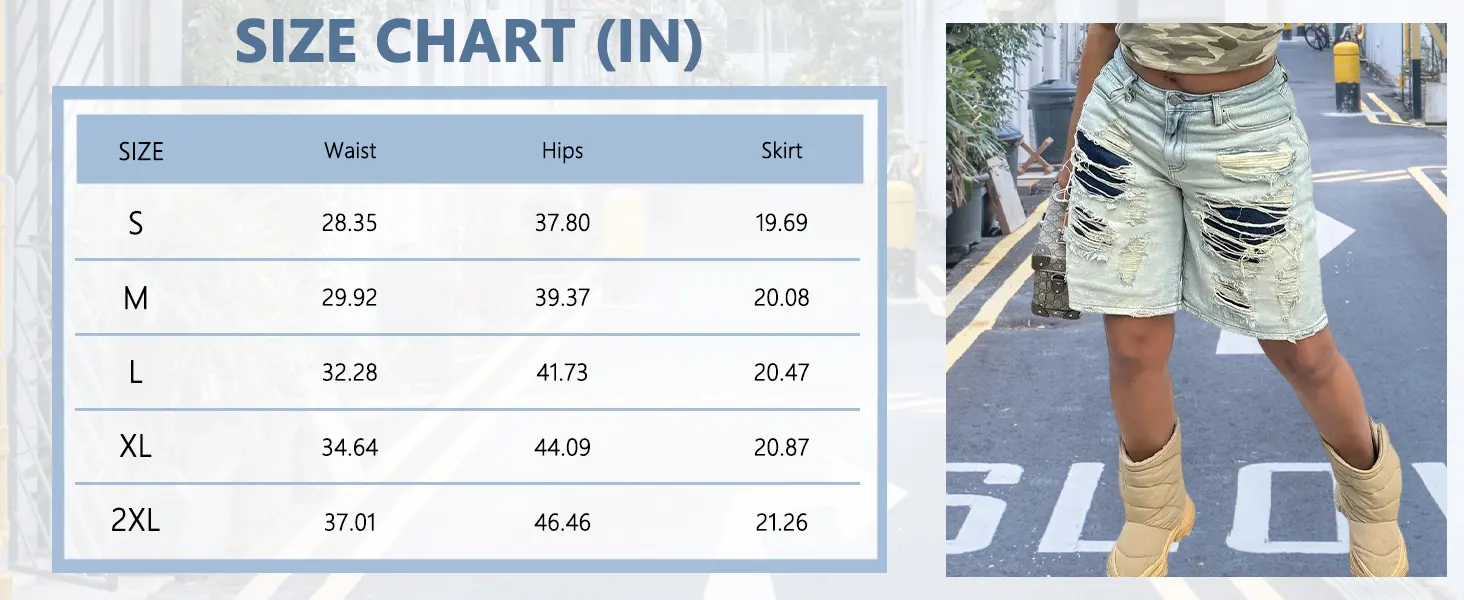 SIZE CHART (IN)
SIZE Waist Hips Skirt
S 28.35 37.80 19.69
M 29.92 39.37 20.08
L 32.28 41.73 20.47
XL 34.64 44.09 20.87
2XL 37.01 46.46 21.26
SLOW